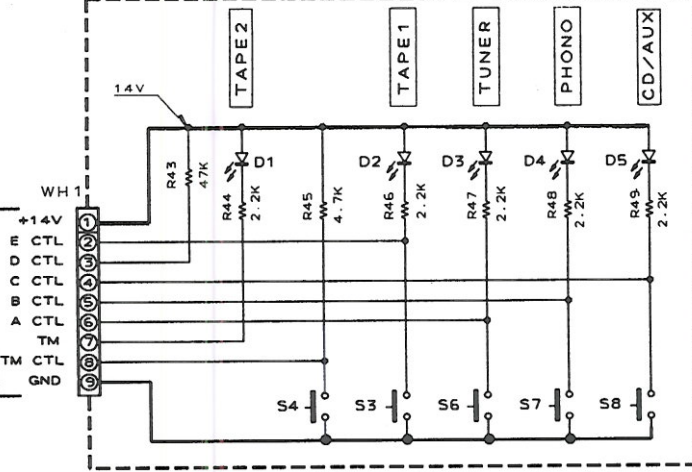 TAPE2
TAPE1
TUNER
PHONO
CD/AUX
14V
D1
D2
D3
D4
D5
R43
47K
R44
2.2K
R45
4.7K
R46
2.2K
R47
2.2K
R48
2.2K
R49
2.2K
WH1
+14V 1
E CTL 2
D CTL 3
C CTL 4
B CTL 5
A CTL 6
TM 7
TM CTL 8
GND 9
S4
S3
S6
S7
S8